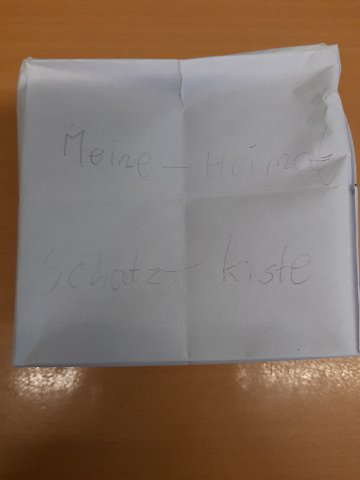 Meine - Heimat
Schatz - kiste